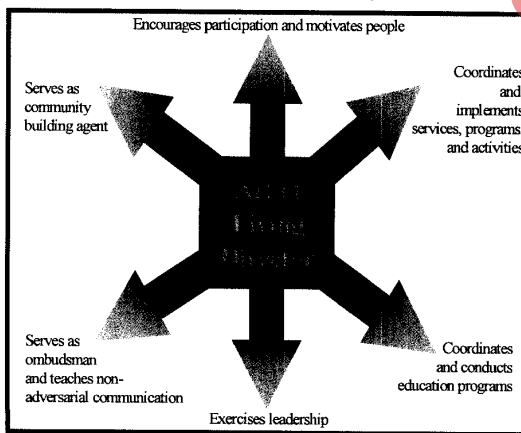 Encourages participation and motivates people
Serves as
community
building agent
Coordinates
and
implements
services, programs
and activities
Living
Director
Serves as
ombudsman
and teaches non-
adversarial communication
Coordinates
and conducts
education programs
Exercises leadership